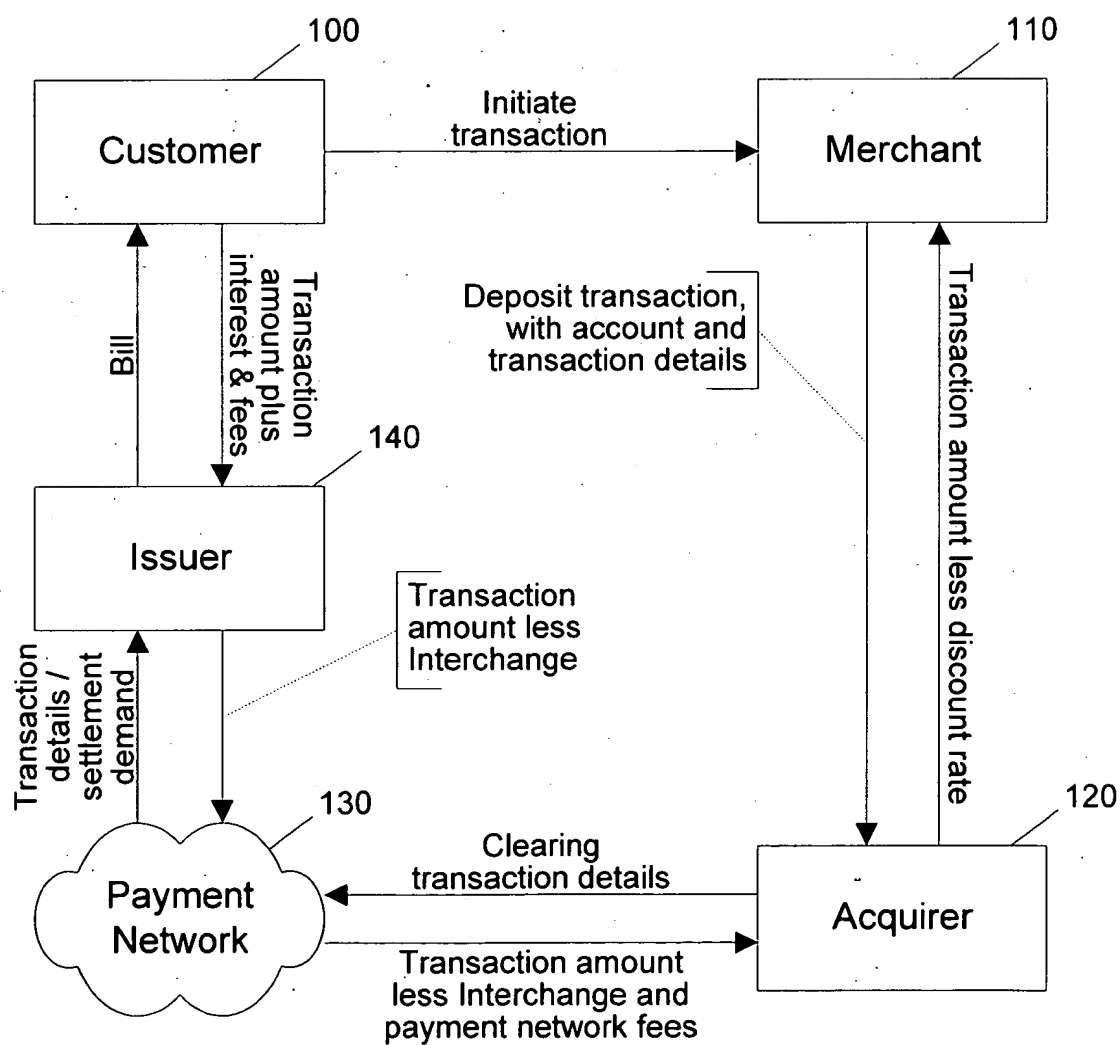 100
110
Customer
Initiate
transaction
Merchant
Bill
Transaction
amount plus
interest & fees
Deposit transaction,
with account and
transaction details
Transaction amount less discount rate
140
Issuer
Transaction
amount less
Interchange
Transaction
details /
settlement
demand
130
120
Payment
Network
Clearing
transaction details
Acquirer
Transaction amount
less Interchange and
payment network fees